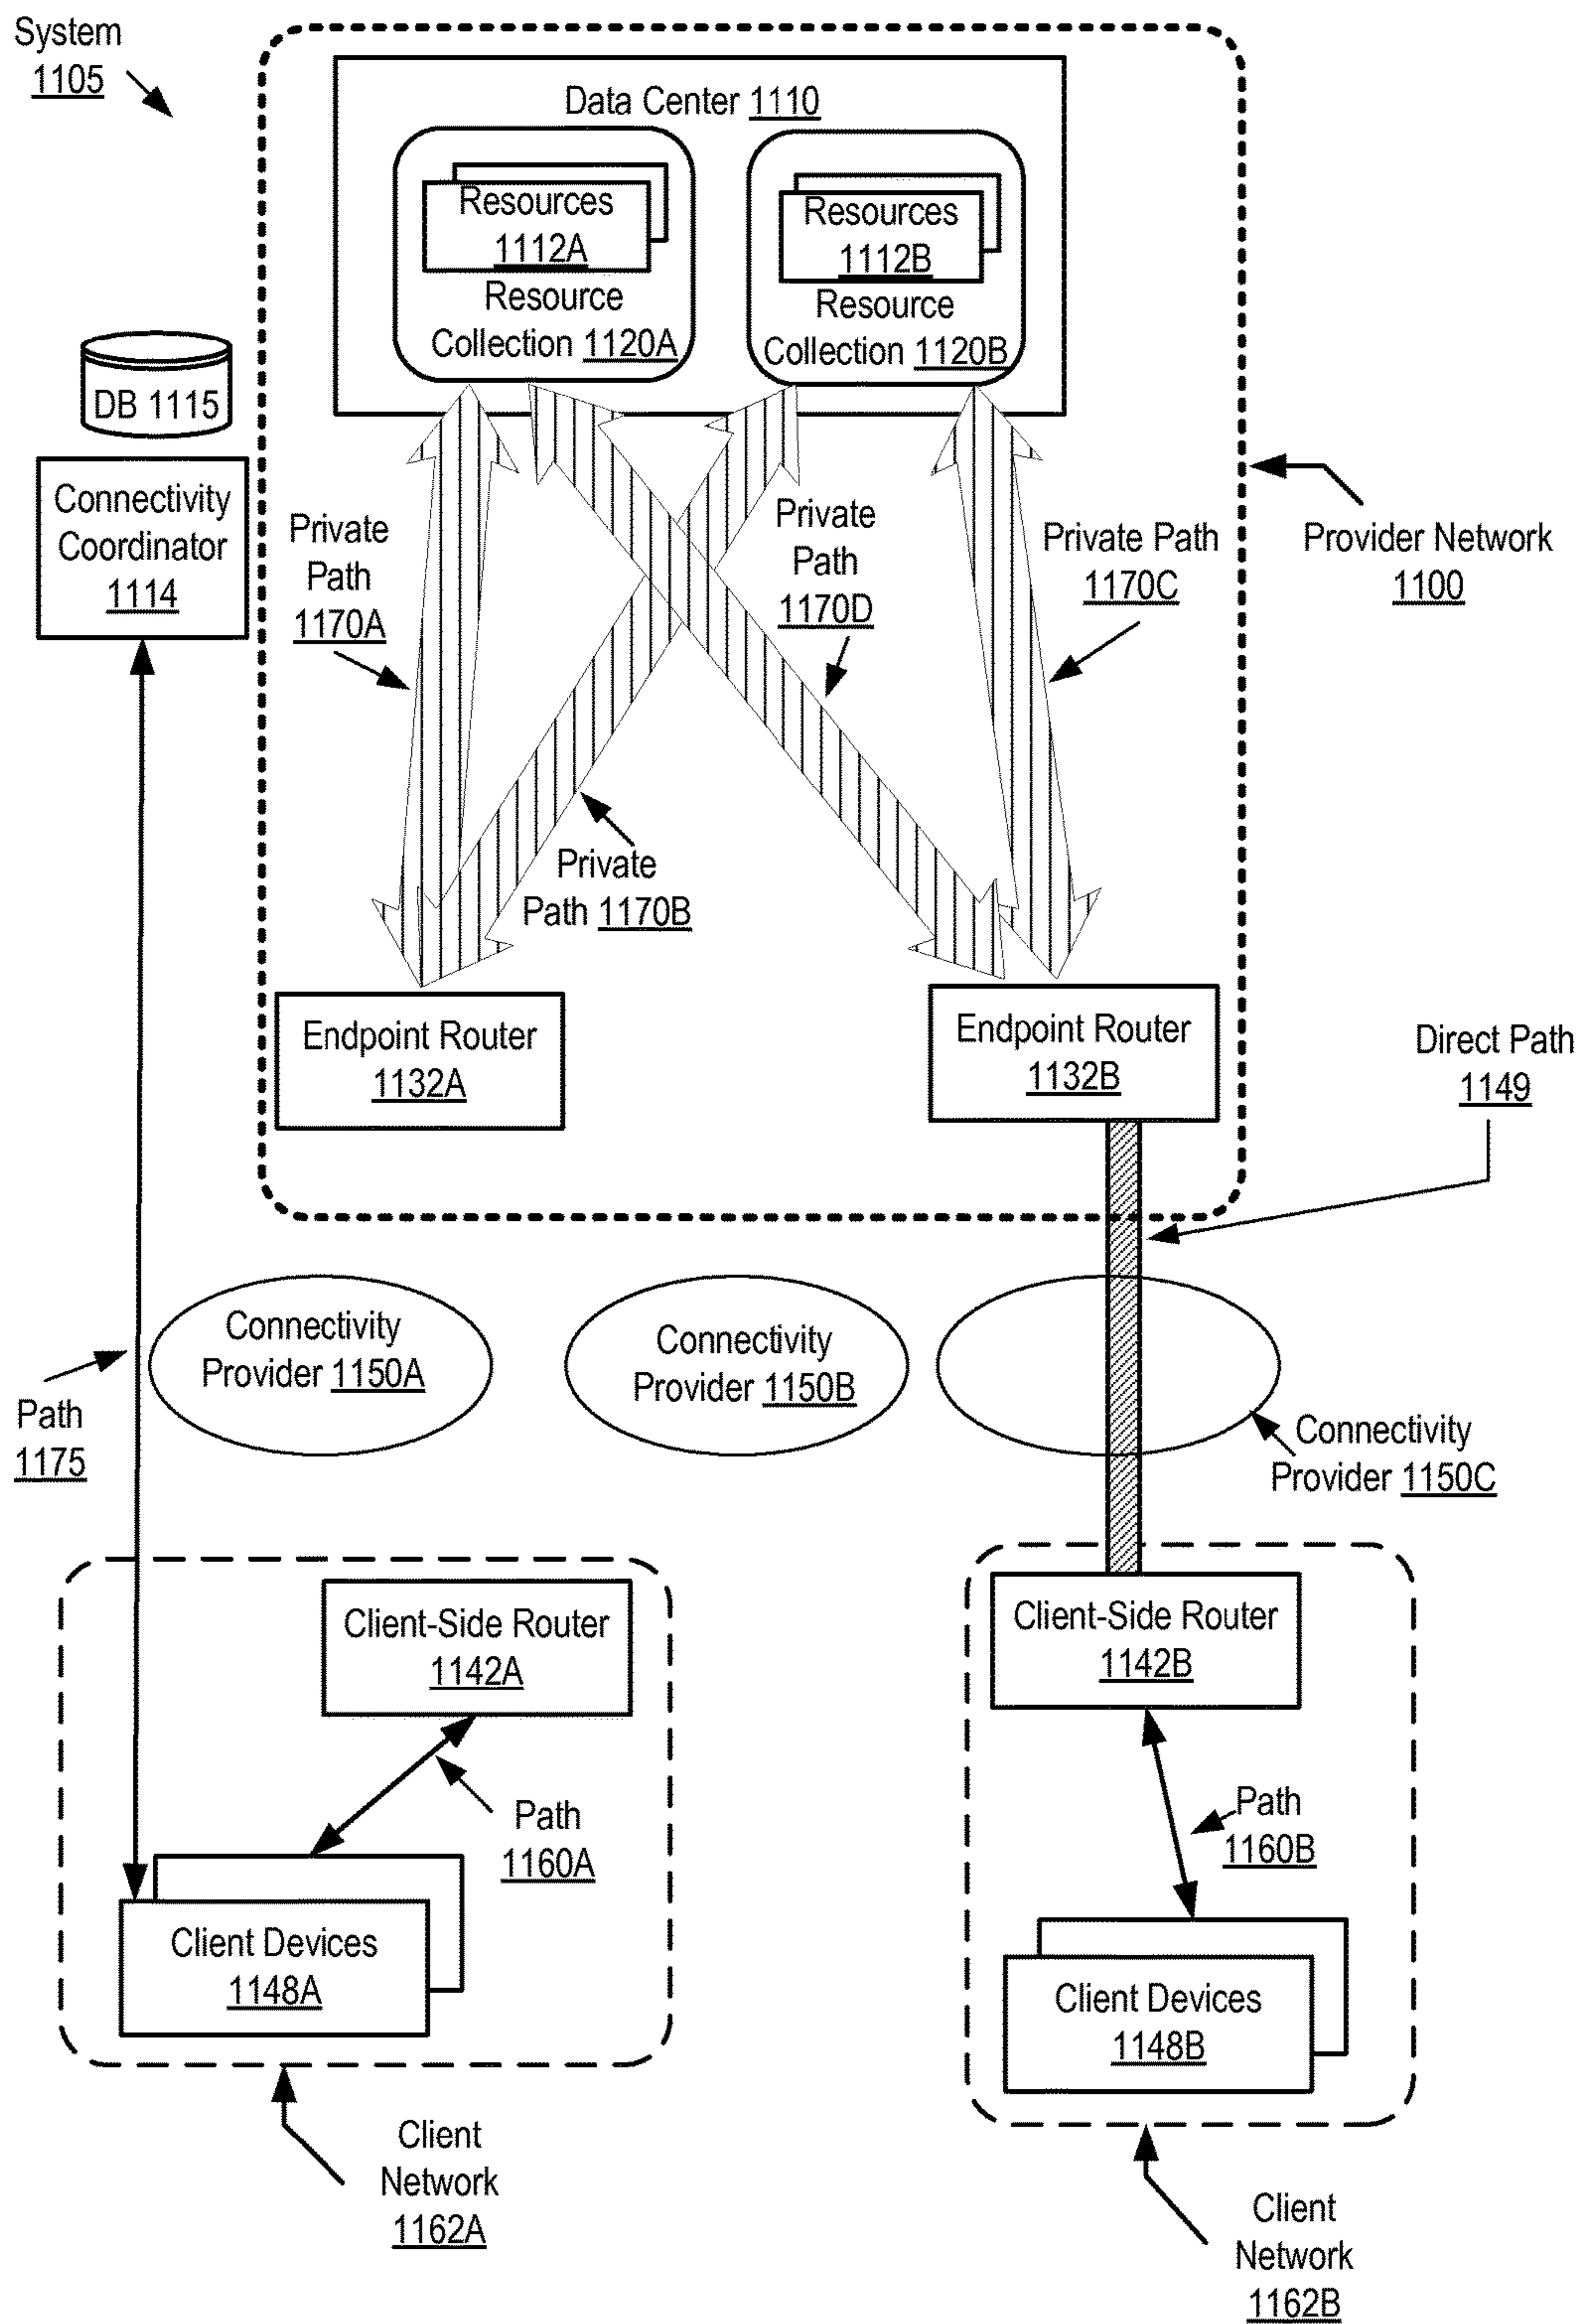 System
1105
Data Center 1110
Resources
1112A
Resource
Collection 1120A
Resources
1112B
Resource
Collection 1120B
DB 1115
Connectivity
Coordinator
1114
Private
Path
1170A
Private
Path
1170D
Private Path
1170C
Provider Network
1100
Private
Path 1170B
Endpoint Router
1132A
Endpoint Router
1132B
Direct Path
1149
Connectivity
Provider 1150A
Connectivity
Provider 1150B
Connectivity
Provider 1150C
Path
1175
Client-Side Router
1142A
Client-Side Router
1142B
Path
1160A
Path
1160B
Client Devices
1148A
Client Devices
1148B
Client
Network
1162A
Client
Network
1162B